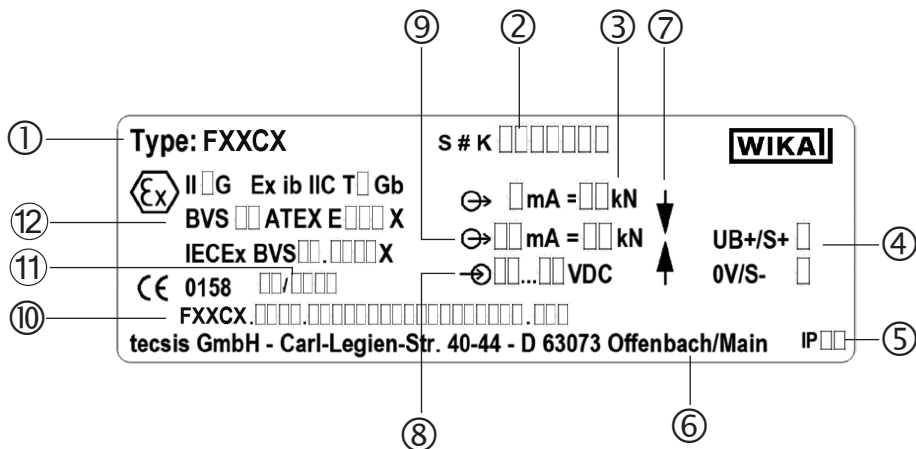 ⑨ ② ③ ⑦
① Type: FXXCX S # K □□□□□□□ WIKA
Ex II □G Ex ib IIC T□ Gb □ mA = □□ kN
⑫ BVS □□ ATEX E□□□ X □□ mA = □□ kN UB+/S+ □ ④
IECEx BVS□□.□□□□X □□...□□ VDC 0V/S- □
⑪ CE 0158 □□/□□□□
⑩ FXXCX.□□□□.□□□□□□□□□□□□□□□□.□□□
tecsis GmbH - Carl-Legien-Str. 40-44 - D 63073 Offenbach/Main IP□□ ⑤
⑧ ⑥